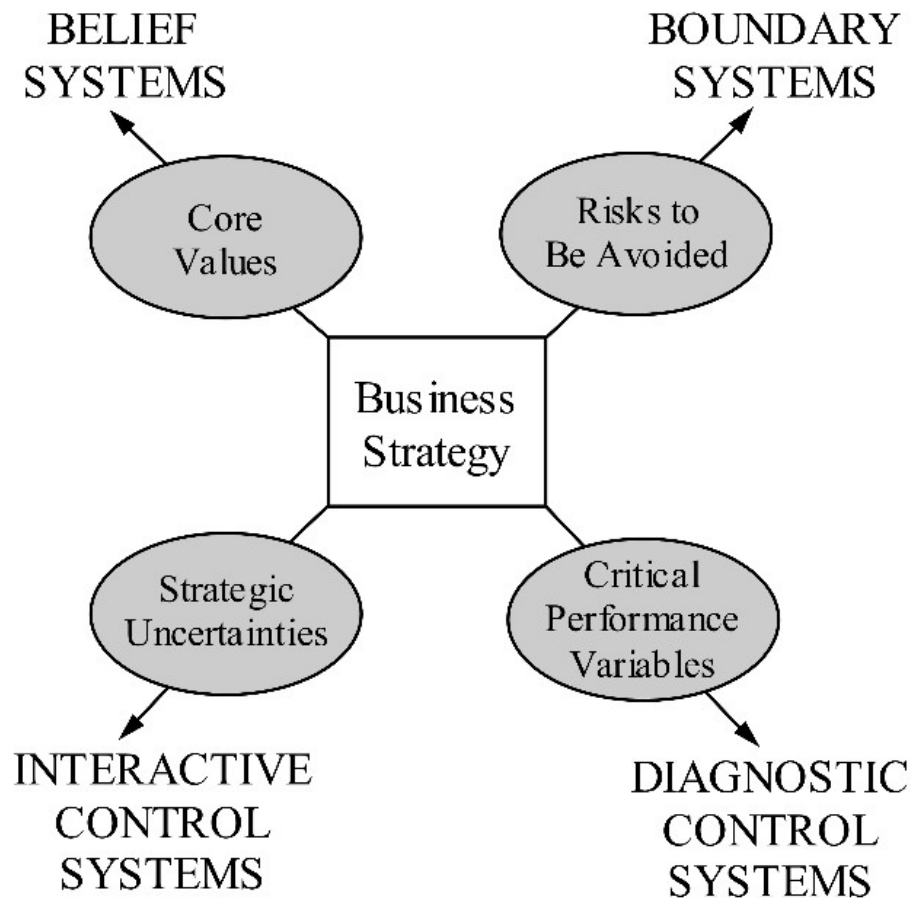 BELIEF
SYSTEMS
BOUNDARY
SYSTEMS
Core
Values
Risks to
Be Avoided
Business
Strategy
Strategic
Uncertainties
Critical
Performance
Variables
INTERACTIVE
CONTROL
SYSTEMS
DIAGNOSTIC
CONTROL
SYSTEMS